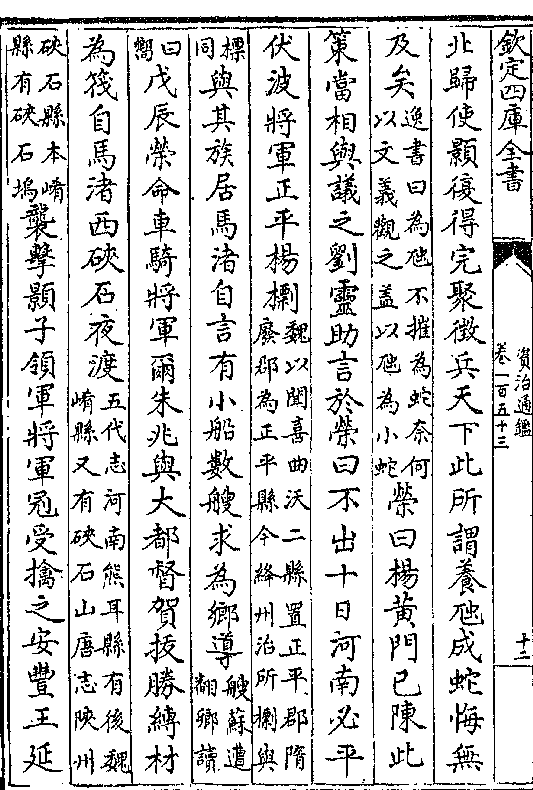 欽定四庫全書
資治通鑑
卷一百五十三
十二
北歸使顥復得完聚徵兵天下此所謂養虺成蛇悔無
及矣逸書曰為虺不摧為蛇奈何以文義觀之盖以虺為小蛇榮曰楊黃門已陳此
策當相與議之劉靈助言於榮曰不出十日河南必平
伏波將軍正平楊㯹魏以聞喜曲沃二縣置正平郡隋廢郡為正平縣今絳州治所㯹與
標同與其族居馬渚自言有小船數艘求為鄉導艘蘇遭翻鄉讀
曰嚮戊辰榮命車騎將軍爾朱兆與大都督賀拔勝縛材
為筏自馬渚西硤石夜渡五代志河南熊耳縣有後魏崤縣又有硤石山唐志陜州
硤石縣本崤縣有硤石塢襲擊顥子領軍將軍冠受擒之安豐王延